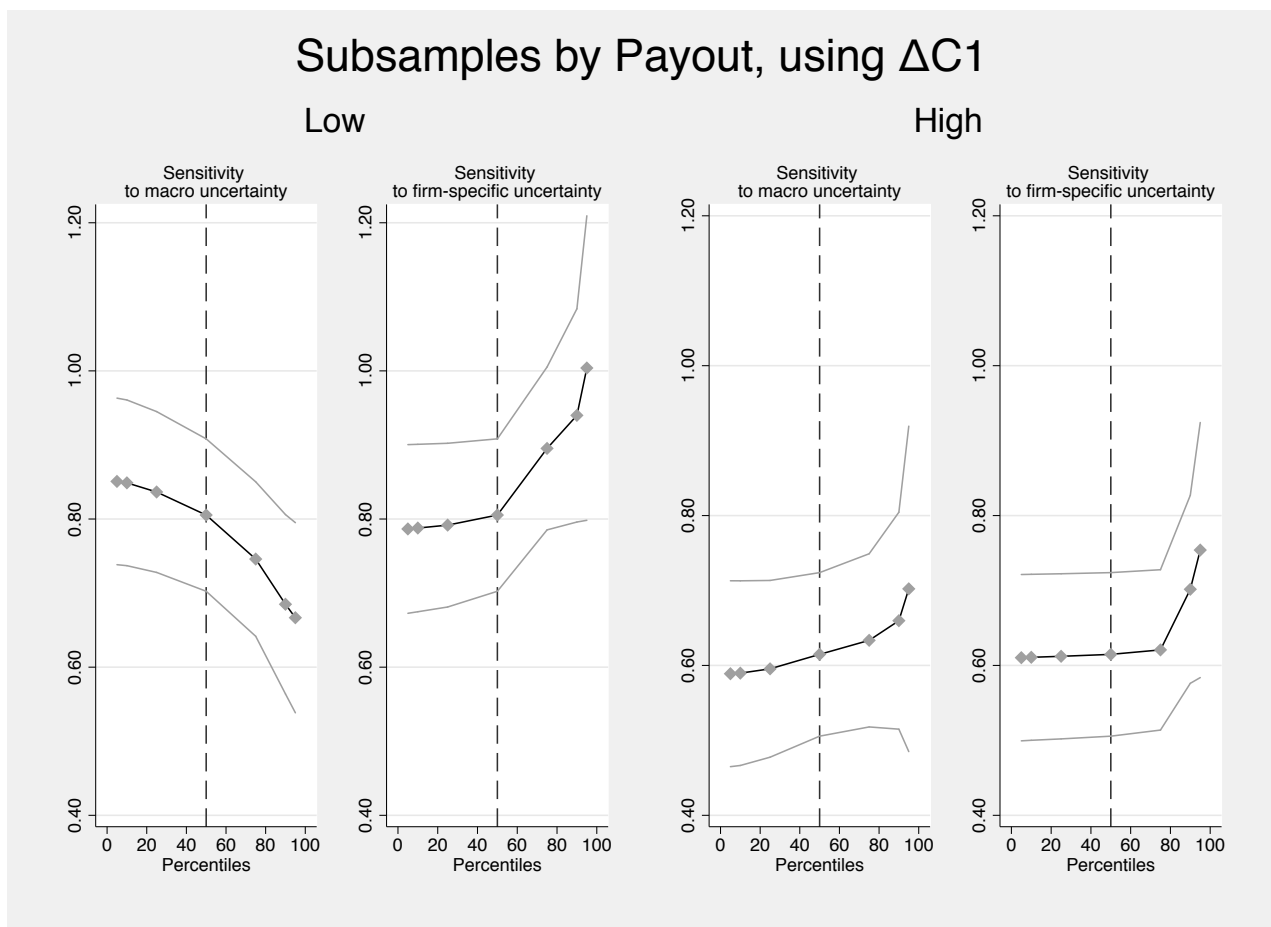 Subsamples by Payout, using ΔC1
Low
High
Sensitivity
to macro uncertainty
1.20
1.00
0.80
0.60
0.40
0 20 40 60 80 100
Percentiles
Sensitivity
to firm-specific uncertainty
1.20
1.00
0.80
0.60
0.40
0 20 40 60 80 100
Percentiles
Sensitivity
to macro uncertainty
1.20
1.00
0.80
0.60
0.40
0 20 40 60 80 100
Percentiles
Sensitivity
to firm-specific uncertainty
1.20
1.00
0.80
0.60
0.40
0 20 40 60 80 100
Percentiles